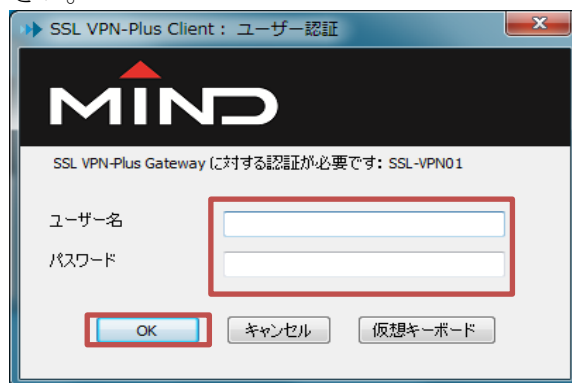 さい。
SSL VPN-Plus Client： ユーザー認証
MIND
SSL VPN-Plus Gateway に対する認証が必要です: SSL-VPN01
ユーザー名
パスワード
OK キャンセル 仮想キーボード